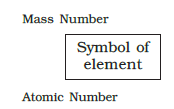 Mass Number
Symbol of
element
Atomic Number